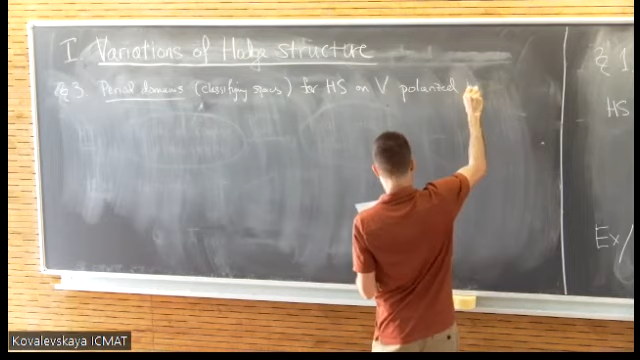 I. Variations of Hodge structure
§3. Period domains (classifying spaces) for HS on V polarized
§1
HS
Ex/
Kovalevskaya ICMAT